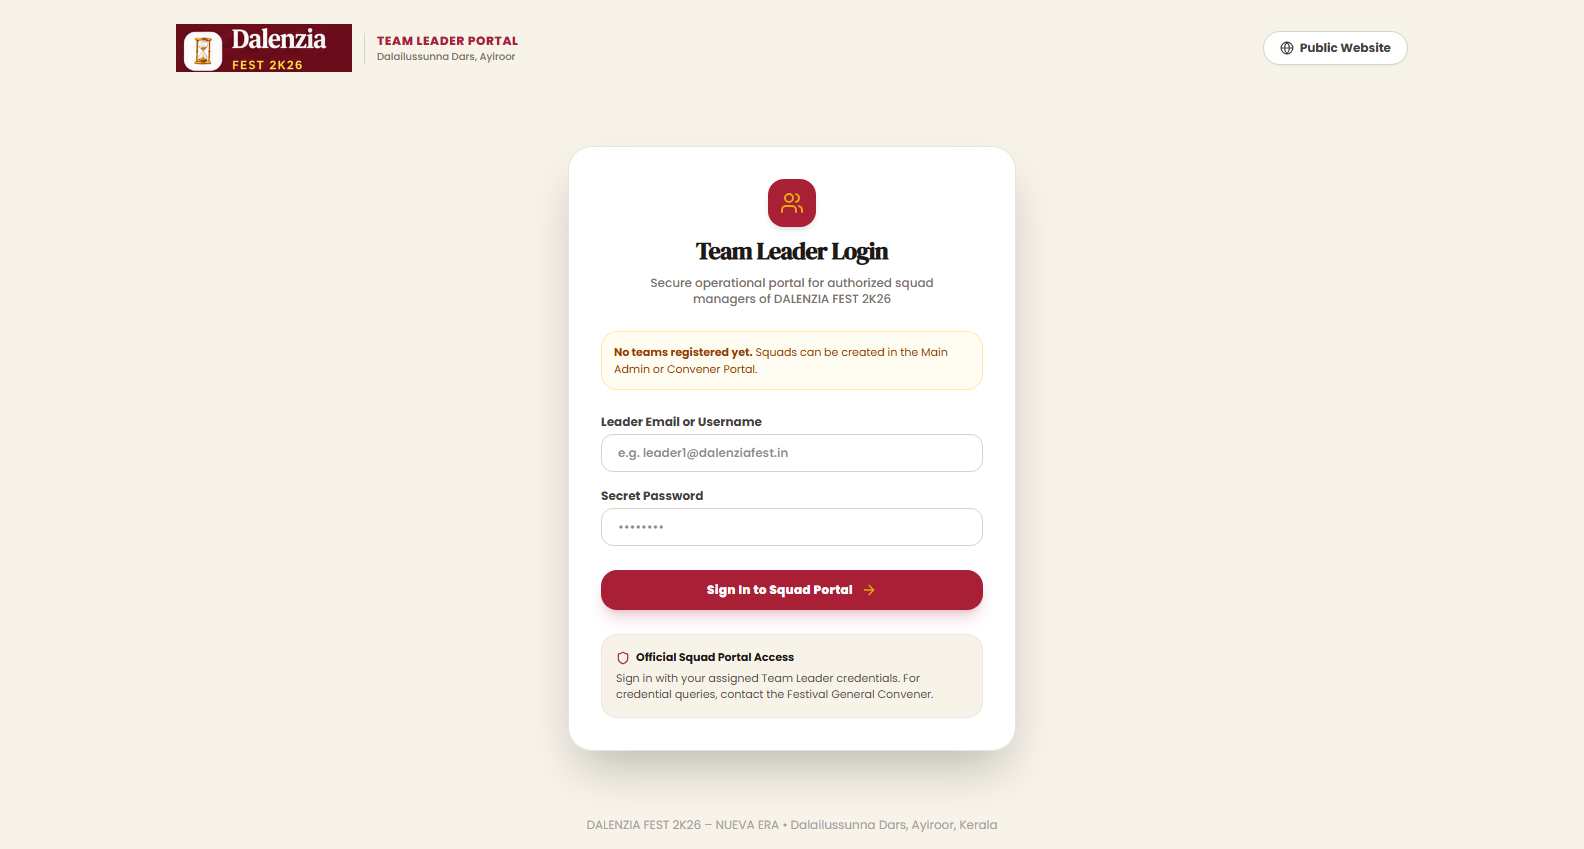 Dalenzia
FEST 2K26
TEAM LEADER PORTAL
Dalailussunna Dars, Ayiroor
Public Website
Team Leader Login
Secure operational portal for authorized squad
managers of DALENZIA FEST 2K26
No teams registered yet. Squads can be created in the Main
Admin or Convener Portal.
Leader Email or Username
e.g. leader1@dalenziafest.in
Secret Password
••••••••
Sign In to Squad Portal
Official Squad Portal Access
Sign in with your assigned Team Leader credentials. For
credential queries, contact the Festival General Convener.
DALENZIA FEST 2K26 – NUEVA ERA • Dalailussunna Dars, Ayiroor, Kerala